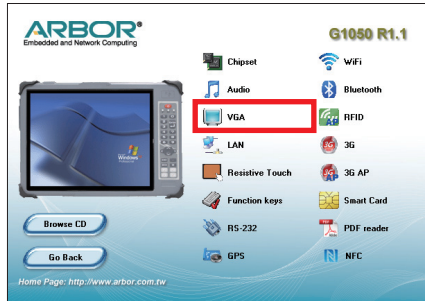 ARBOR®
Embedded and Network Computing
G1050 R1.1
Chipset
WiFi
Audio
Bluetooth
VGA
RFID
LAN
3G
Resistive Touch
3G AP
Function keys
Smart Card
RS-232
PDF reader
GPS
NFC
Windows
Browse CD
Go Back
Home Page: http://www.arbor.com.tw